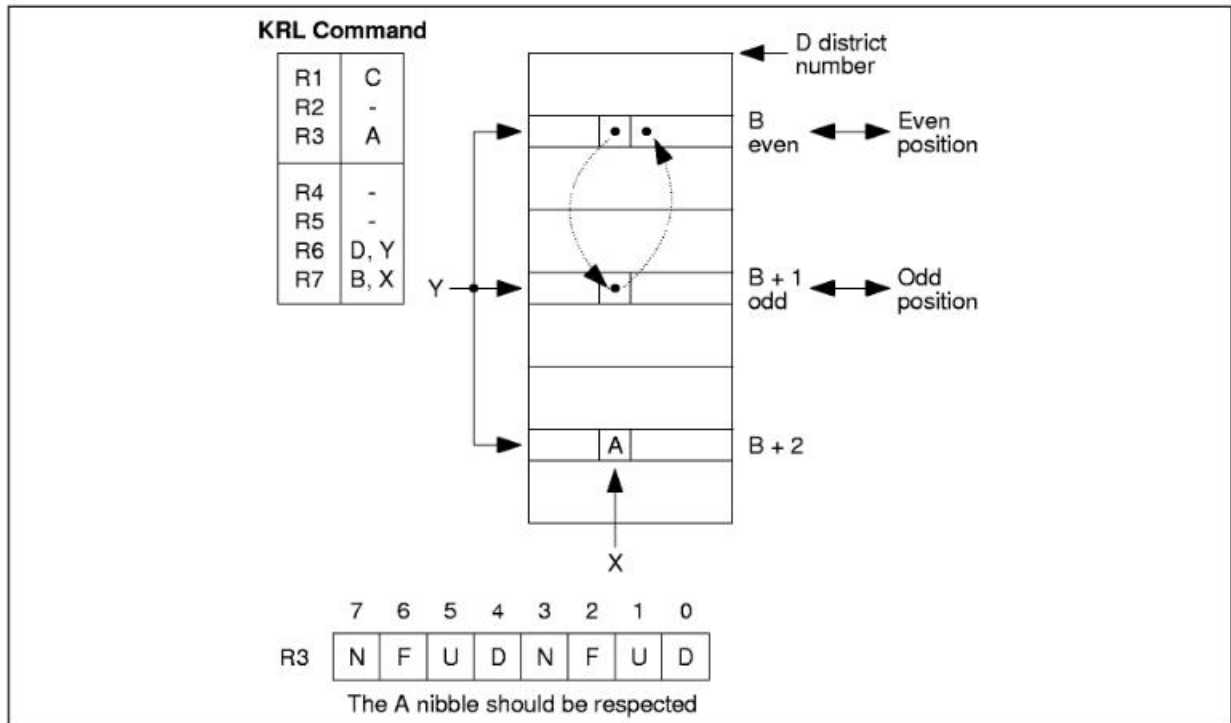 KRL Command
R1 C
R2 -
R3 A
R4 -
R5 -
R6 D, Y
R7 B, X
D district
number
B
even
Even
position
Y
B + 1
odd
Odd
position
A
B + 2
X
7 6 5 4 3 2 1 0
R3 N F U D N F U D
The A nibble should be respected